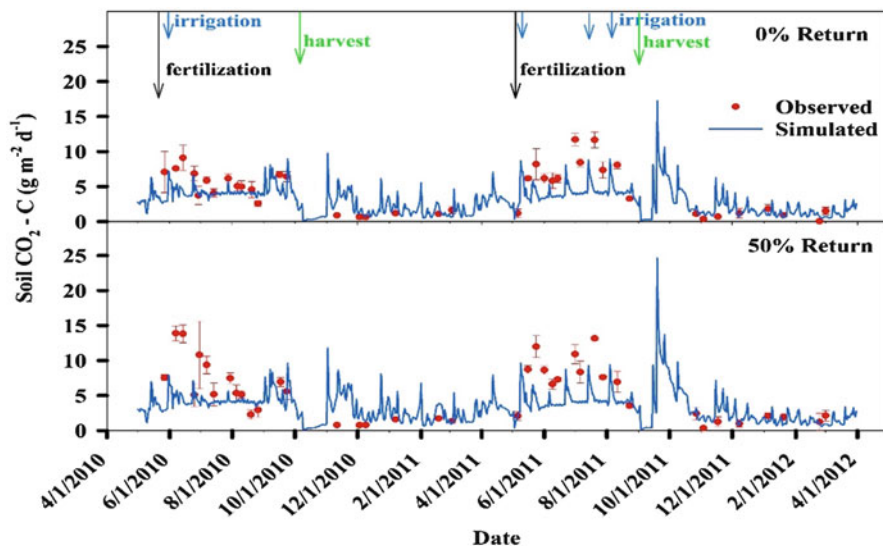 irrigation
irrigation
25
0% Return
harvest
harvest
20
fertilization
fertilization
Observed
15
Simulated
10
5
0
Soil CO2 - C (g m-2 d-1)
25
50% Return
20
15
10
5
0
4/1/2010
6/1/2010
8/1/2010
10/1/2010
12/1/2010
2/1/2011
4/1/2011
6/1/2011
8/1/2011
10/1/2011
12/1/2011
2/1/2012
4/1/2012
Date